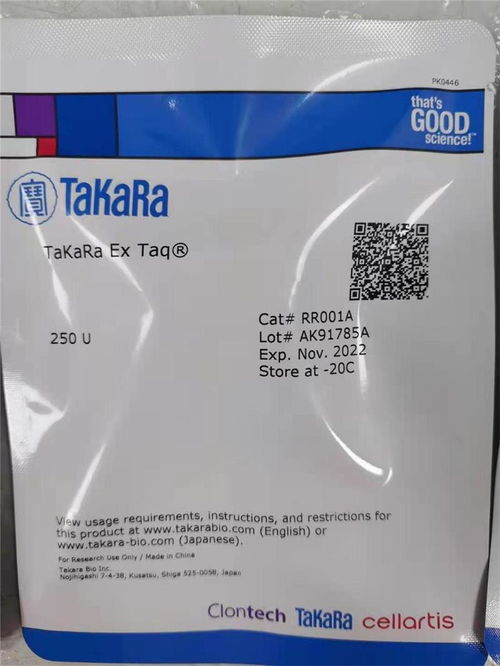 PK0446
that's
GOOD
science!™
寶 TaKaRa
TaKaRa Ex Taq®
250 U
Cat# RR001A
Lot# AK91785A
Exp. Nov. 2022
Store at -20C
View usage requirements, instructions, and restrictions for
this product at www.takarabio.com (English) or
www.takara-bio.com (Japanese).
For Research Use Only / Made in China
Takara Bio Inc.
Nojihigashi 7-4-38, Kusatsu, Shiga 525-0058, Japan
Clontech TaKaRa cellartis